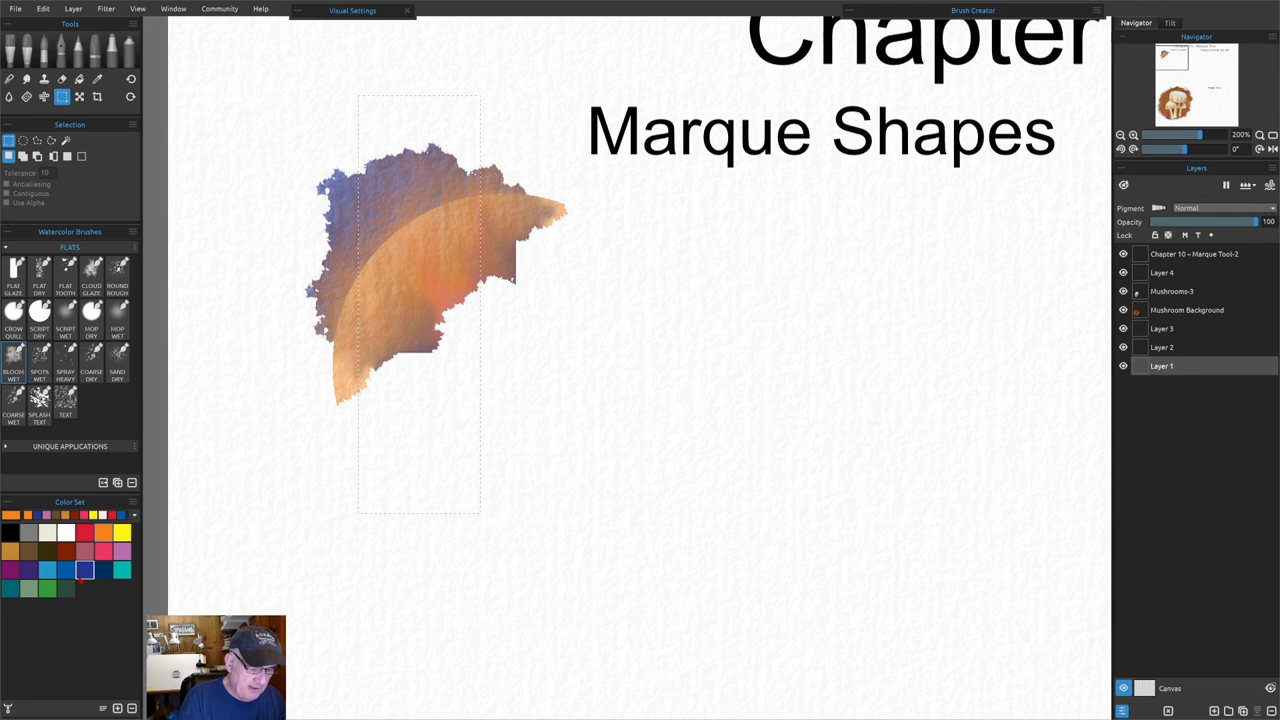 File Edit Layer Filter View Window Community Help
Visual Settings
Brush Creator
Tools
Selection
Tolerance 10
Antialiasing
Contiguous
Use Alpha
Watercolor Brushes
FLATS
FLAT GLAZE
FLAT DRY
FLAT TOOTH
CLOUD GLAZE
ROUND ROUGH
CROW QUILL
SCRIPT DRY
SCRIPT WET
MOP DRY
MOP WET
BLOOM WET
SPOTS WET
SPRAY HEAVY
COARSE DRY
SAND DRY
COARSE WET
SPLASH TEXT
TEXT
UNIQUE APPLICATIONS
Color Set
Chapter
Marque Shapes
Navigator Tilt
Navigator
200%
0°
Layers
Pigment Normal
Opacity 100
Lock M T
Chapter 10 – Marque Tool-2
Layer 4
Mushrooms-3
Mushroom Background
Layer 3
Layer 2
Layer 1
Canvas